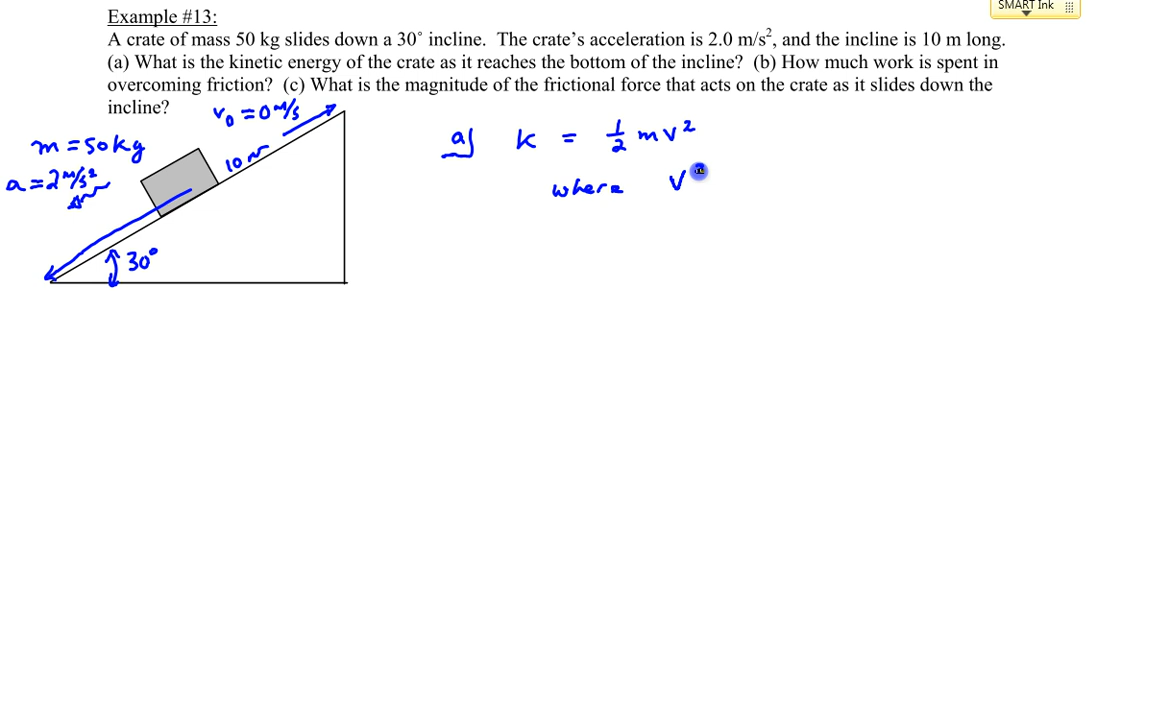 SMART Ink
Example #13:
A crate of mass 50 kg slides down a 30° incline. The crate's acceleration is 2.0 m/s², and the incline is 10 m long.
(a) What is the kinetic energy of the crate as it reaches the bottom of the incline? (b) How much work is spent in
overcoming friction? (c) What is the magnitude of the frictional force that acts on the crate as it slides down the
incline?
v₀ = 0 m/s
m = 50 kg
a = 2 m/s²
10 m
30°
a) K = ½ mv²
where v